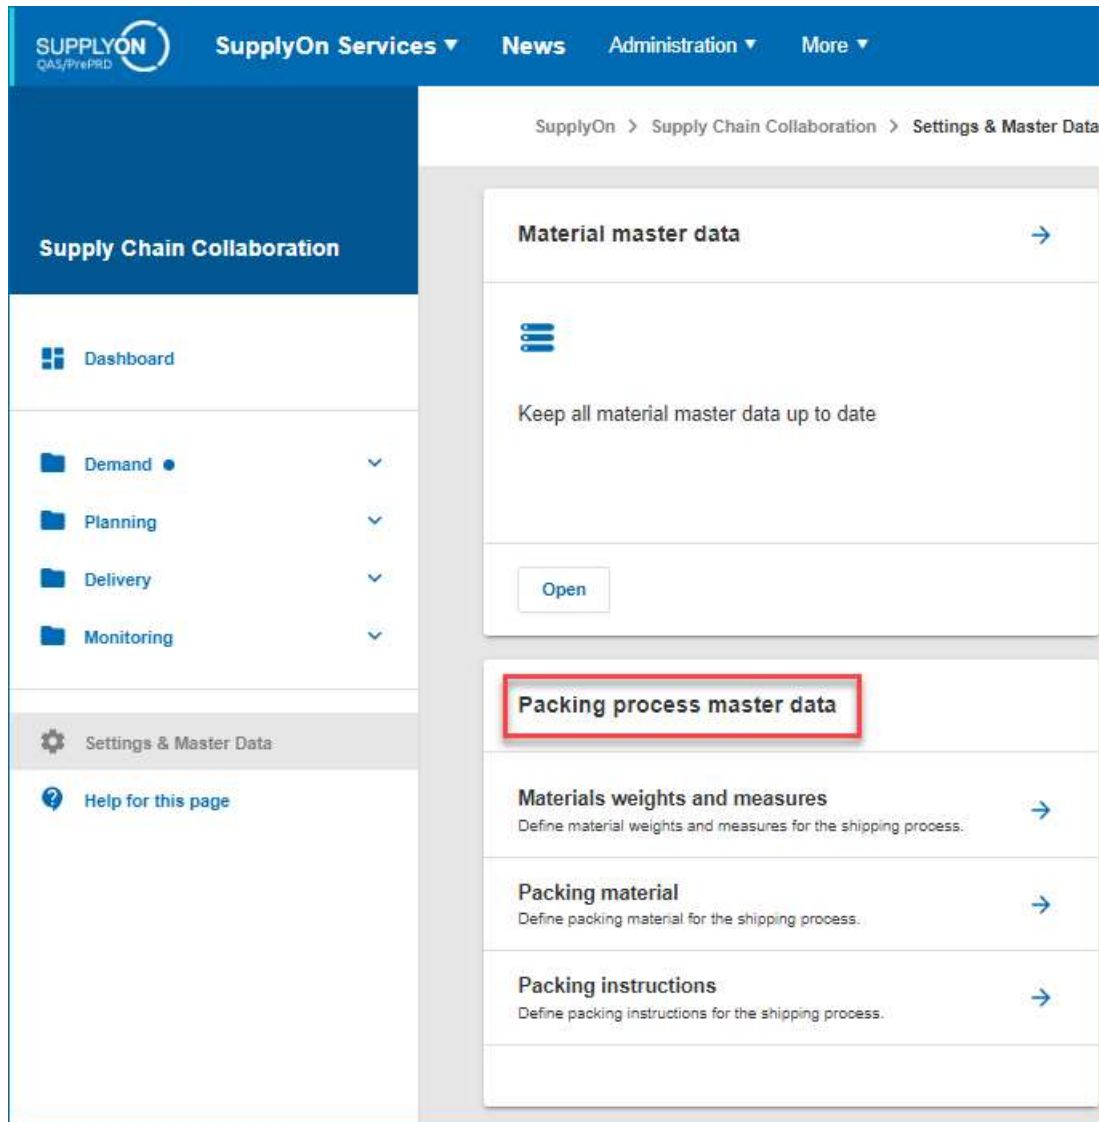 SUPPLYON
QAS/PrePRD
SupplyOn Services ▼ News Administration ▼ More ▼
SupplyOn > Supply Chain Collaboration > Settings & Master Data
Supply Chain Collaboration
Dashboard
Demand
Planning
Delivery
Monitoring
Settings & Master Data
Help for this page
Material master data
Keep all material master data up to date
Open
Packing process master data
Materials weights and measures
Define material weights and measures for the shipping process.
Packing material
Define packing material for the shipping process.
Packing instructions
Define packing instructions for the shipping process.